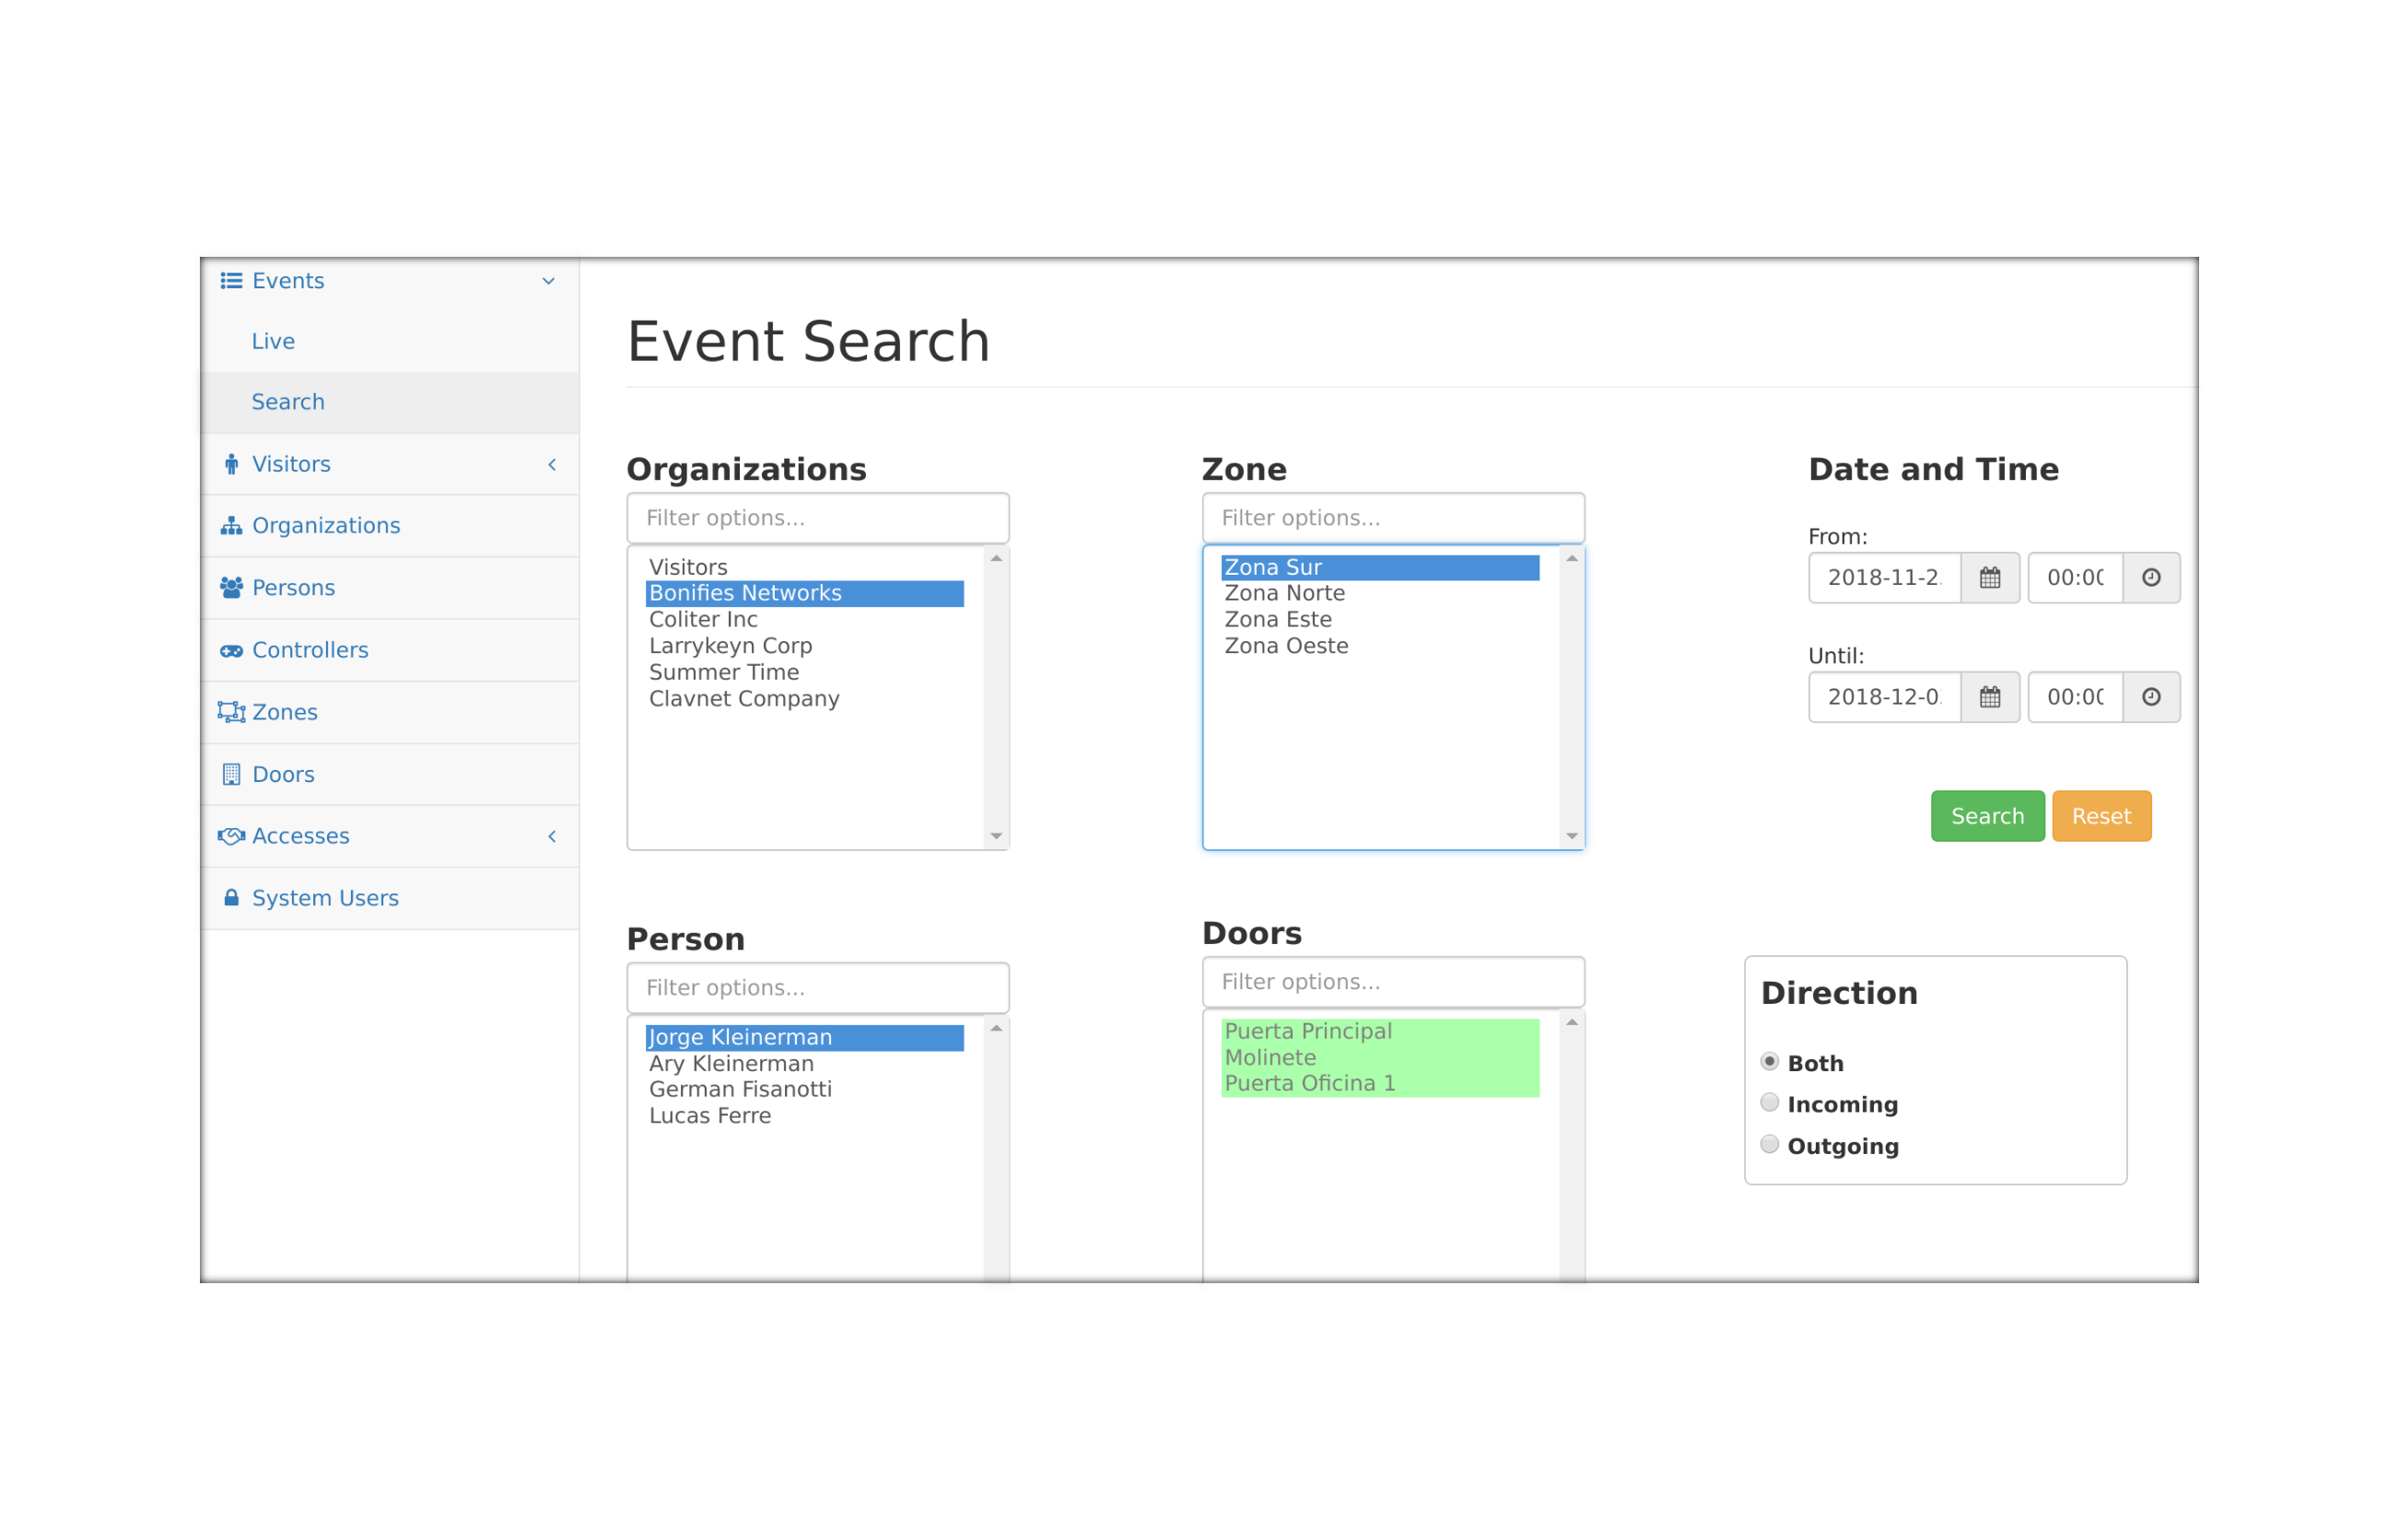 Events
Live
Search
Visitors
Organizations
Persons
Controllers
Zones
Doors
Accesses
System Users
Event Search
Organizations
Filter options...
Visitors
Bonifies Networks
Coliter Inc
Larrykeyn Corp
Summer Time
Clavnet Company
Zone
Filter options...
Zona Sur
Zona Norte
Zona Este
Zona Oeste
Date and Time
From:
2018-11-2 00:00
Until:
2018-12-0 00:00
Search Reset
Person
Filter options...
Jorge Kleinerman
Ary Kleinerman
German Fisanotti
Lucas Ferre
Doors
Filter options...
Puerta Principal
Molinete
Puerta Oficina 1
Direction
Both
Incoming
Outgoing